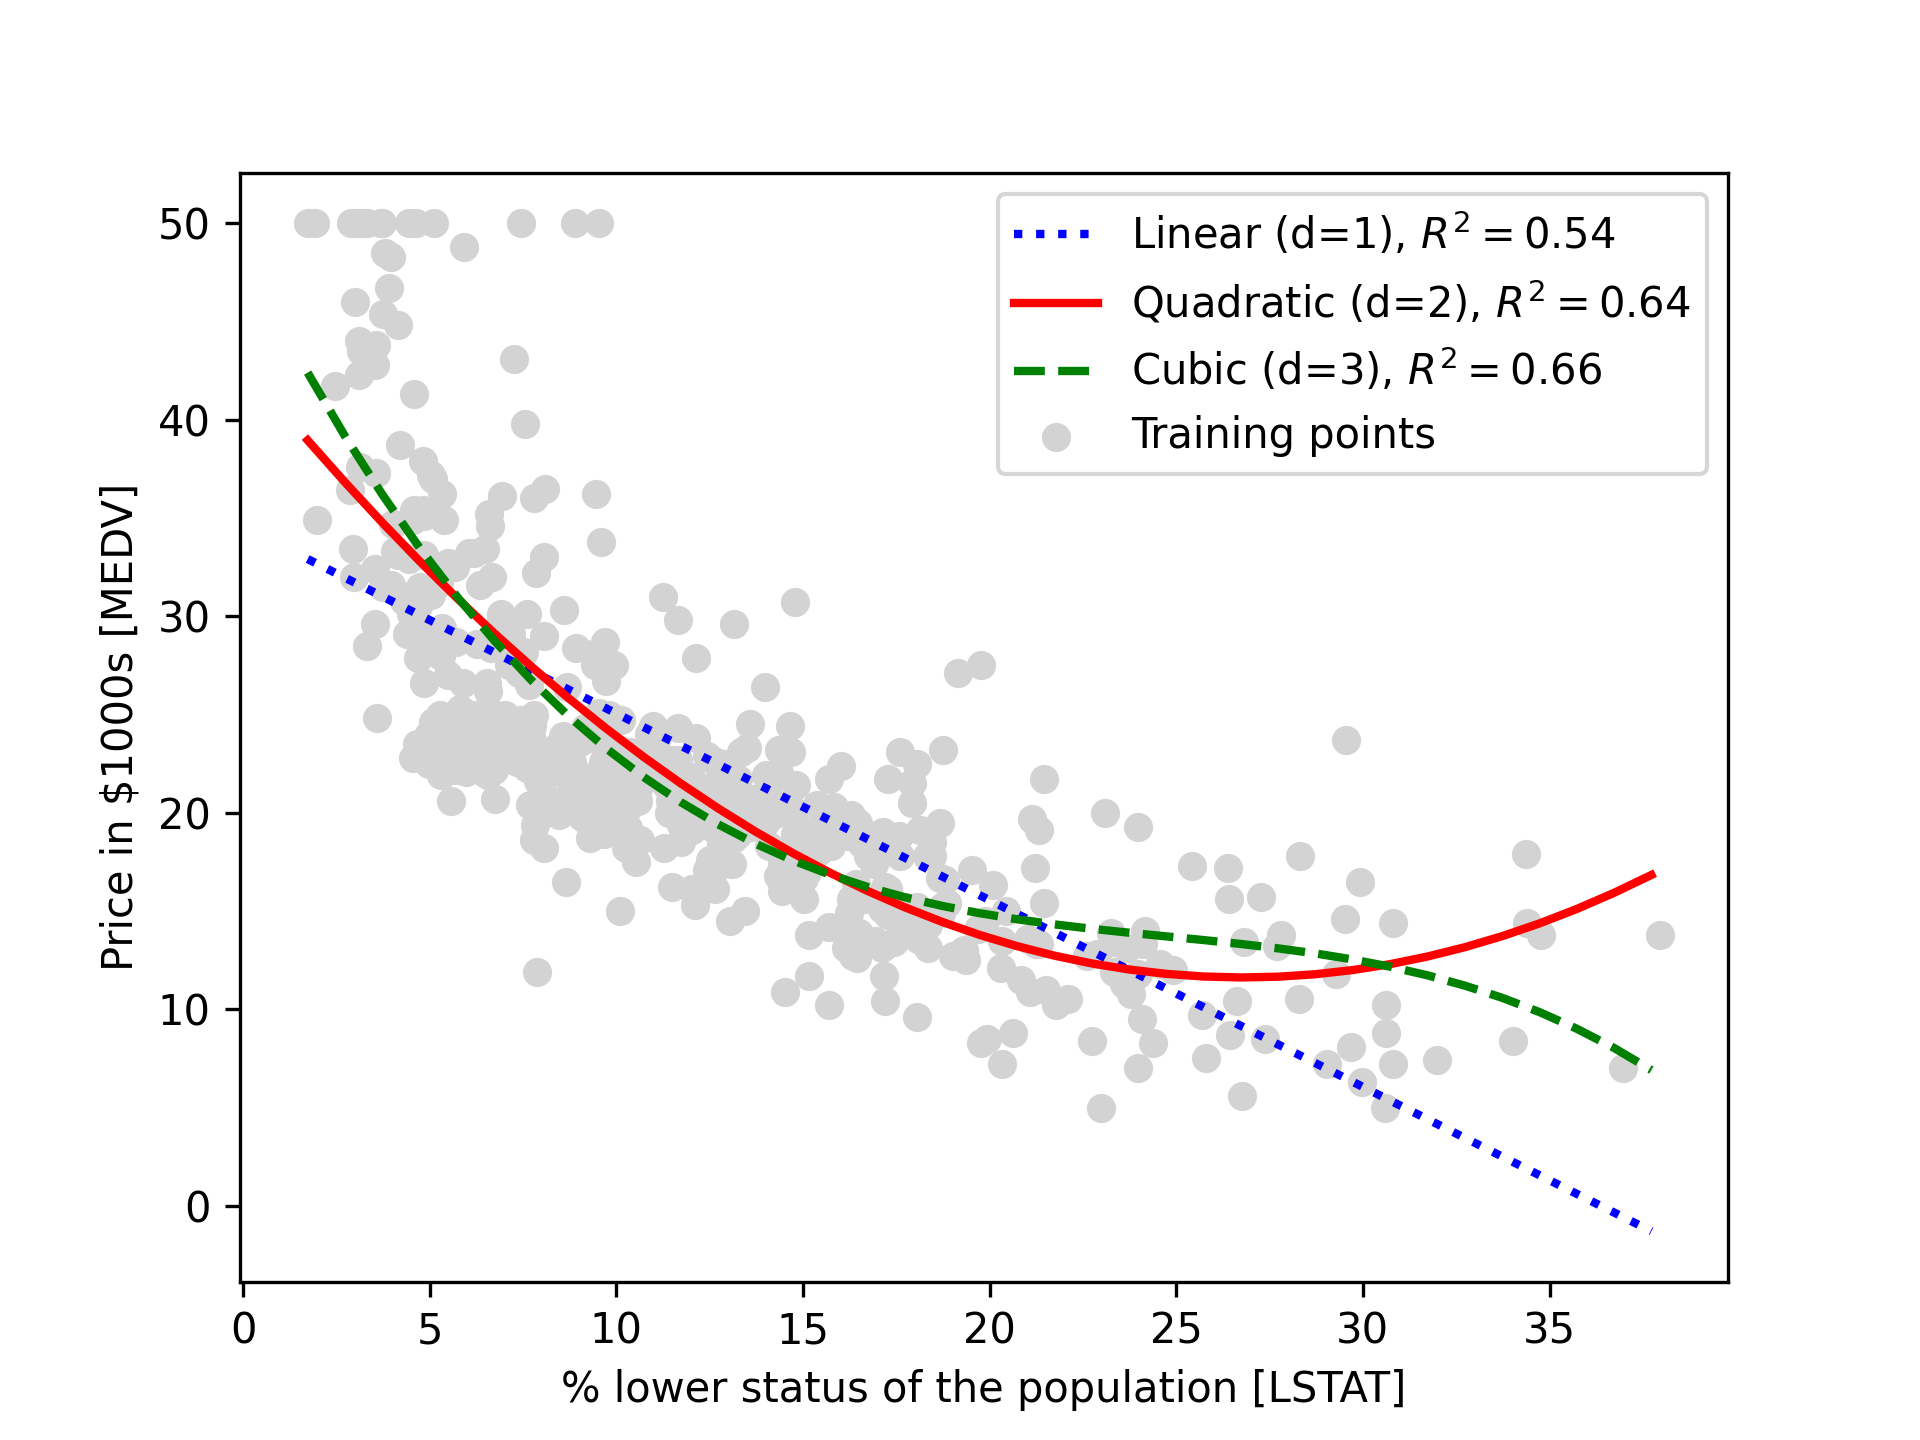 50
40
30
20
10
0
Price in $1000s [MEDV]
Linear (d=1), R² = 0.54
Quadratic (d=2), R² = 0.64
Cubic (d=3), R² = 0.66
Training points
0 5 10 15 20 25 30 35
% lower status of the population [LSTAT]